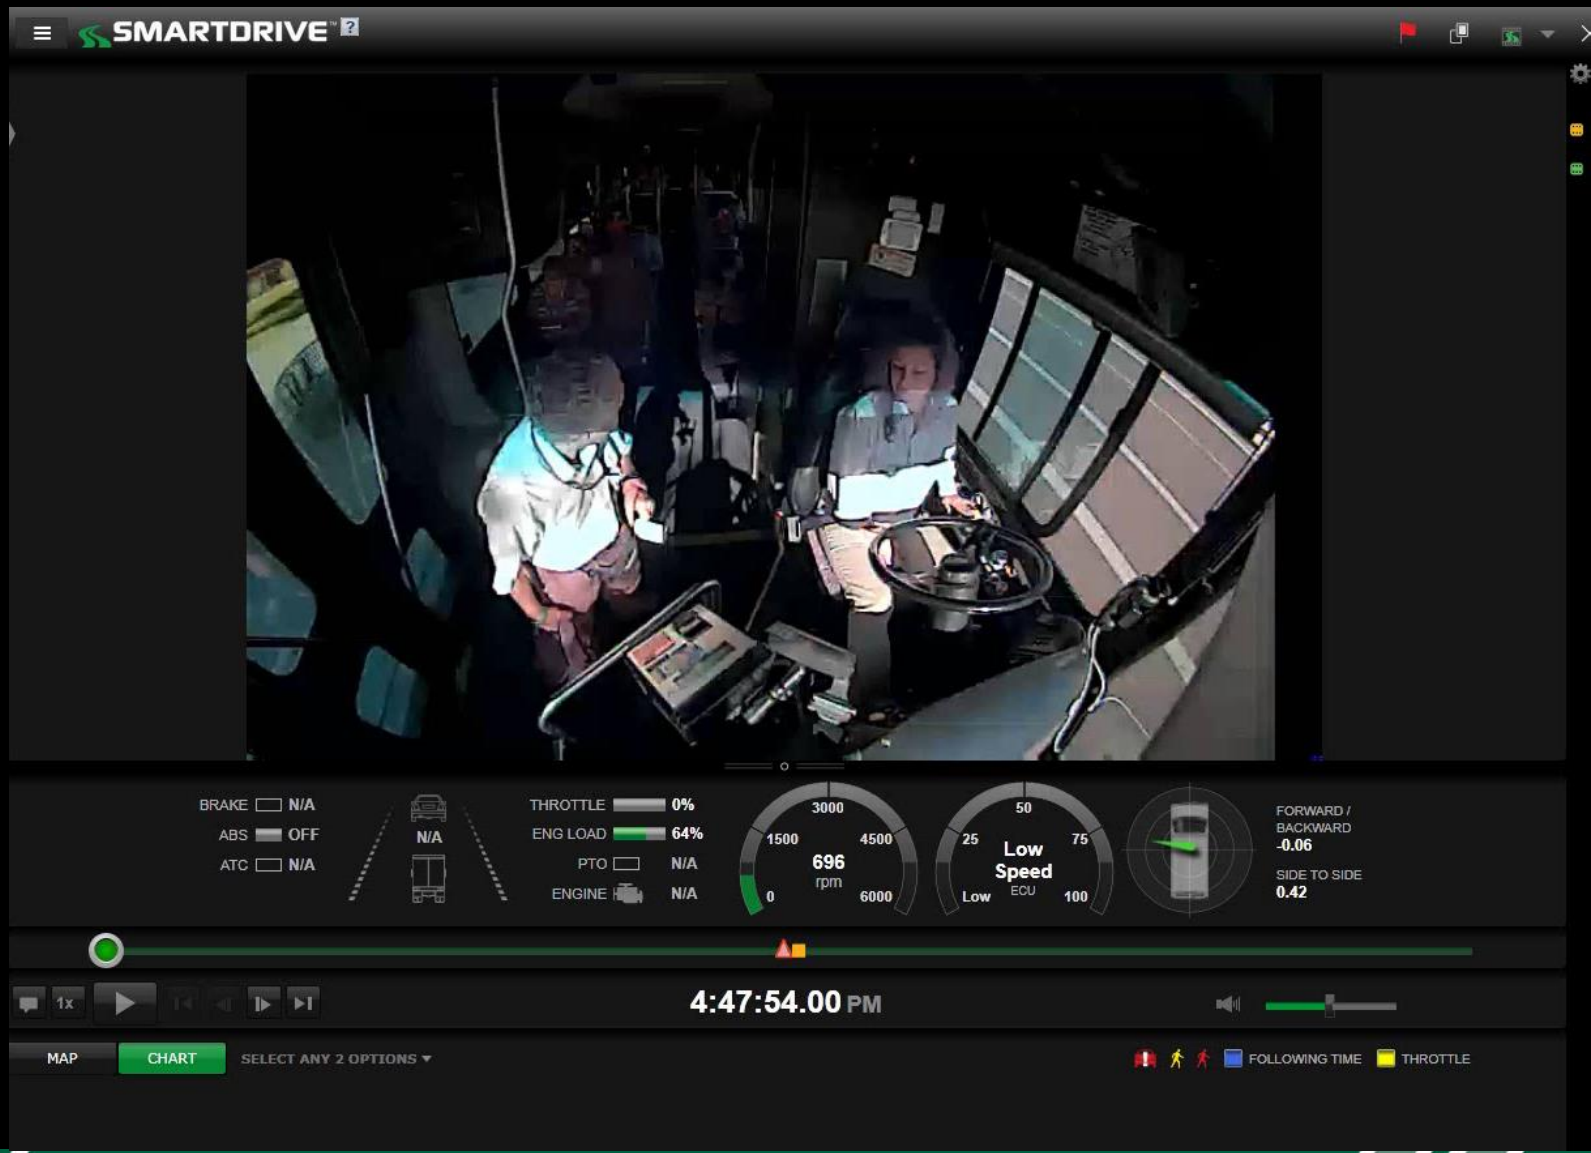 SMARTDRIVE™ ?
BRAKE N/A
ABS OFF
ATC N/A
N/A
THROTTLE 0%
ENG LOAD 64%
PTO N/A
ENGINE N/A
3000
1500 4500
696
rpm
0 6000
50
25 75
Low
Speed
ECU
Low 100
FORWARD /
BACKWARD
-0.06
SIDE TO SIDE
0.42
1x
4:47:54.00 PM
MAP CHART SELECT ANY 2 OPTIONS
FOLLOWING TIME THROTTLE